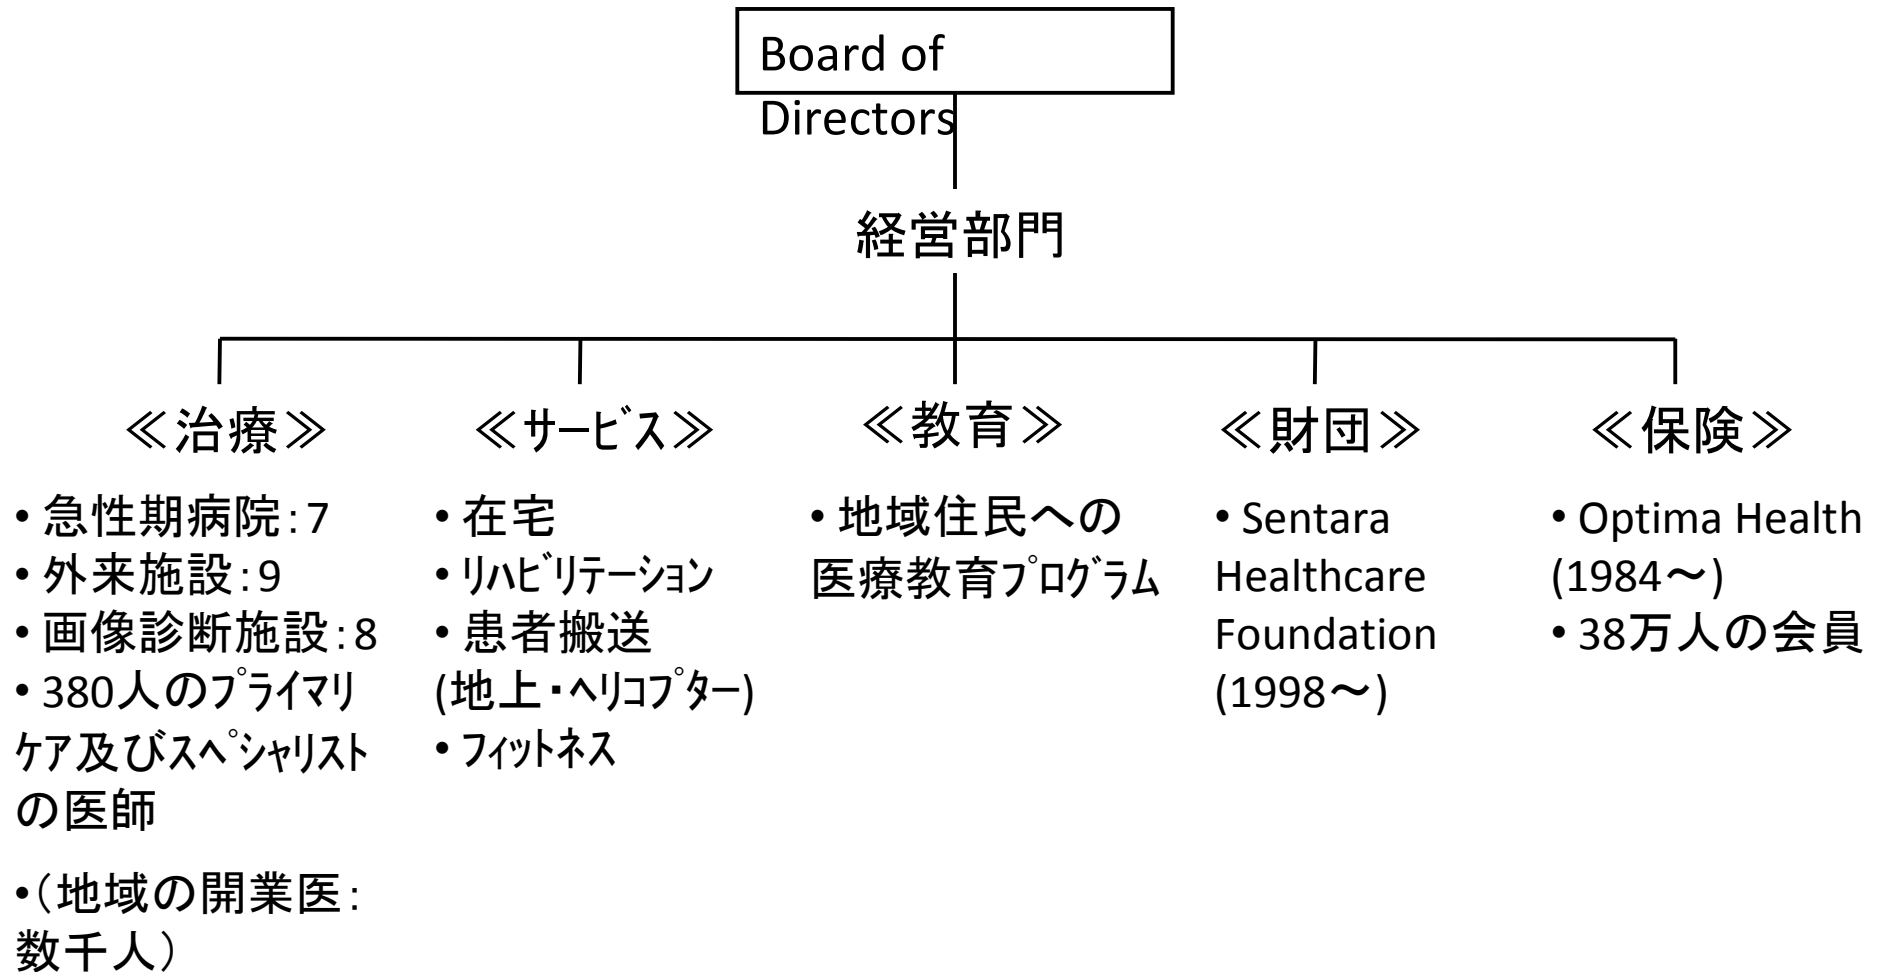 Board of
Directors
経営部門
≪治療≫
• 急性期病院：7
• 外来施設：9
• 画像診断施設：8
• 380人のﾌﾟﾗｲﾏﾘ
ｹｱ及びｽﾍﾟｼｬﾘｽﾄ
の医師
•（地域の開業医：
数千人）
≪ｻｰﾋﾞｽ≫
• 在宅
• ﾘﾊﾋﾞﾘﾃｰｼｮﾝ
• 患者搬送
(地上・ﾍﾘｺﾌﾟﾀｰ)
• ﾌｨｯﾄﾈｽ
≪教育≫
• 地域住民への
医療教育ﾌﾟﾛｸﾞﾗﾑ
≪財団≫
• Sentara
Healthcare
Foundation
(1998～)
≪保険≫
• Optima Health
(1984～)
• 38万人の会員